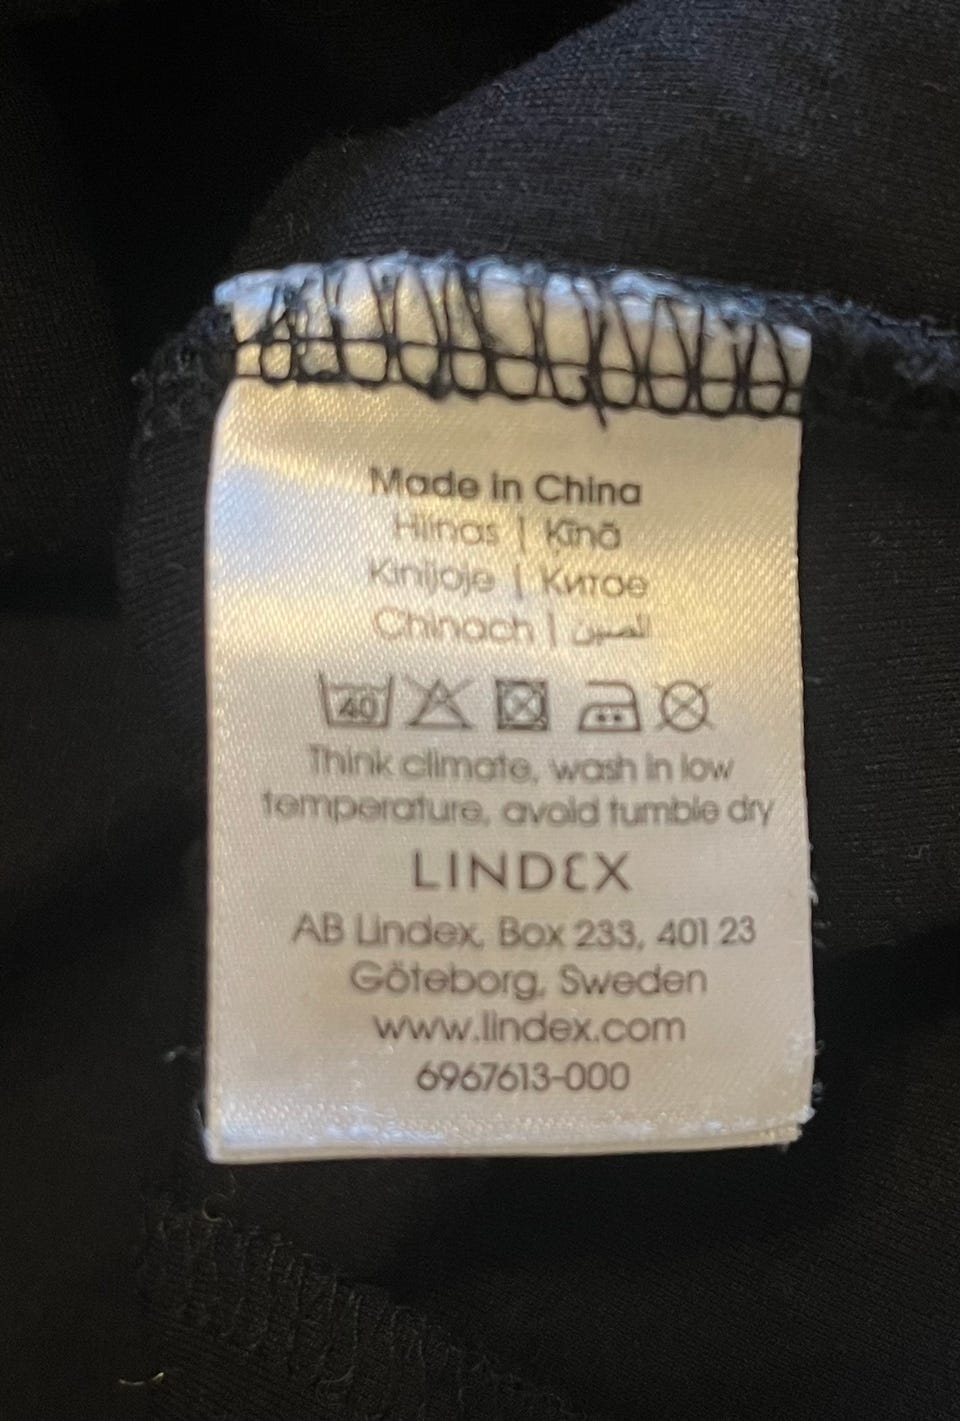 Made in China
Hiinas | Ķīnā
Kinijoje | Китае
Chinach | الصين
40
Think climate, wash in low
temperature, avoid tumble dry
LINDEX
AB Lindex, Box 233, 401 23
Göteborg, Sweden
www.lindex.com
6967613-000